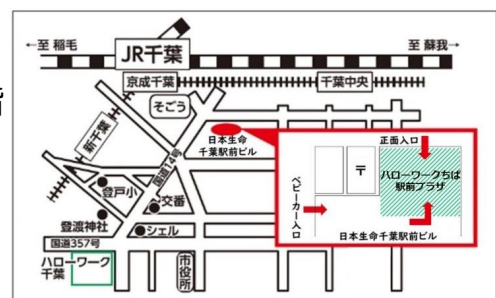 階
←至 稲毛
JR千葉
至 蘇我→
京成千葉
千葉中央
そごう
新千葉
国道14号
日本生命
千葉駅前ビル
登戸小
登渡神社
交番
シェル
国道357号
ハローワーク
千葉
市役所
正面入口
〒
ハローワークちば
駅前プラザ
ベビーカー入口
日本生命千葉駅前ビル